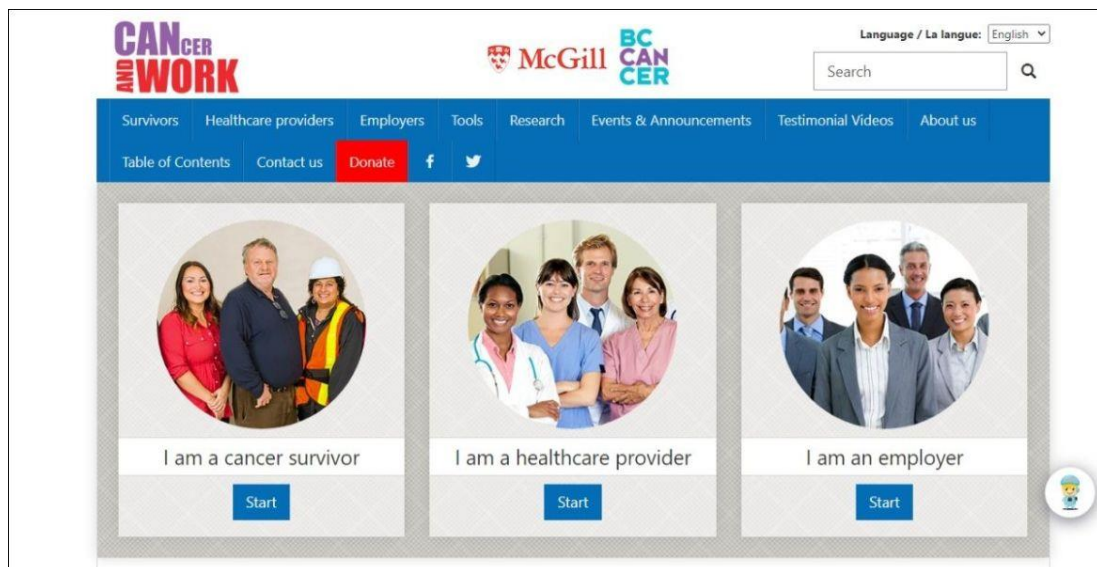 CANCER
AND WORK
McGill
BC
CAN
CER
Language / La langue: English
Search
Survivors Healthcare providers Employers Tools Research Events & Announcements Testimonial Videos About us
Table of Contents Contact us Donate
I am a cancer survivor I am a healthcare provider I am an employer
Start Start Start